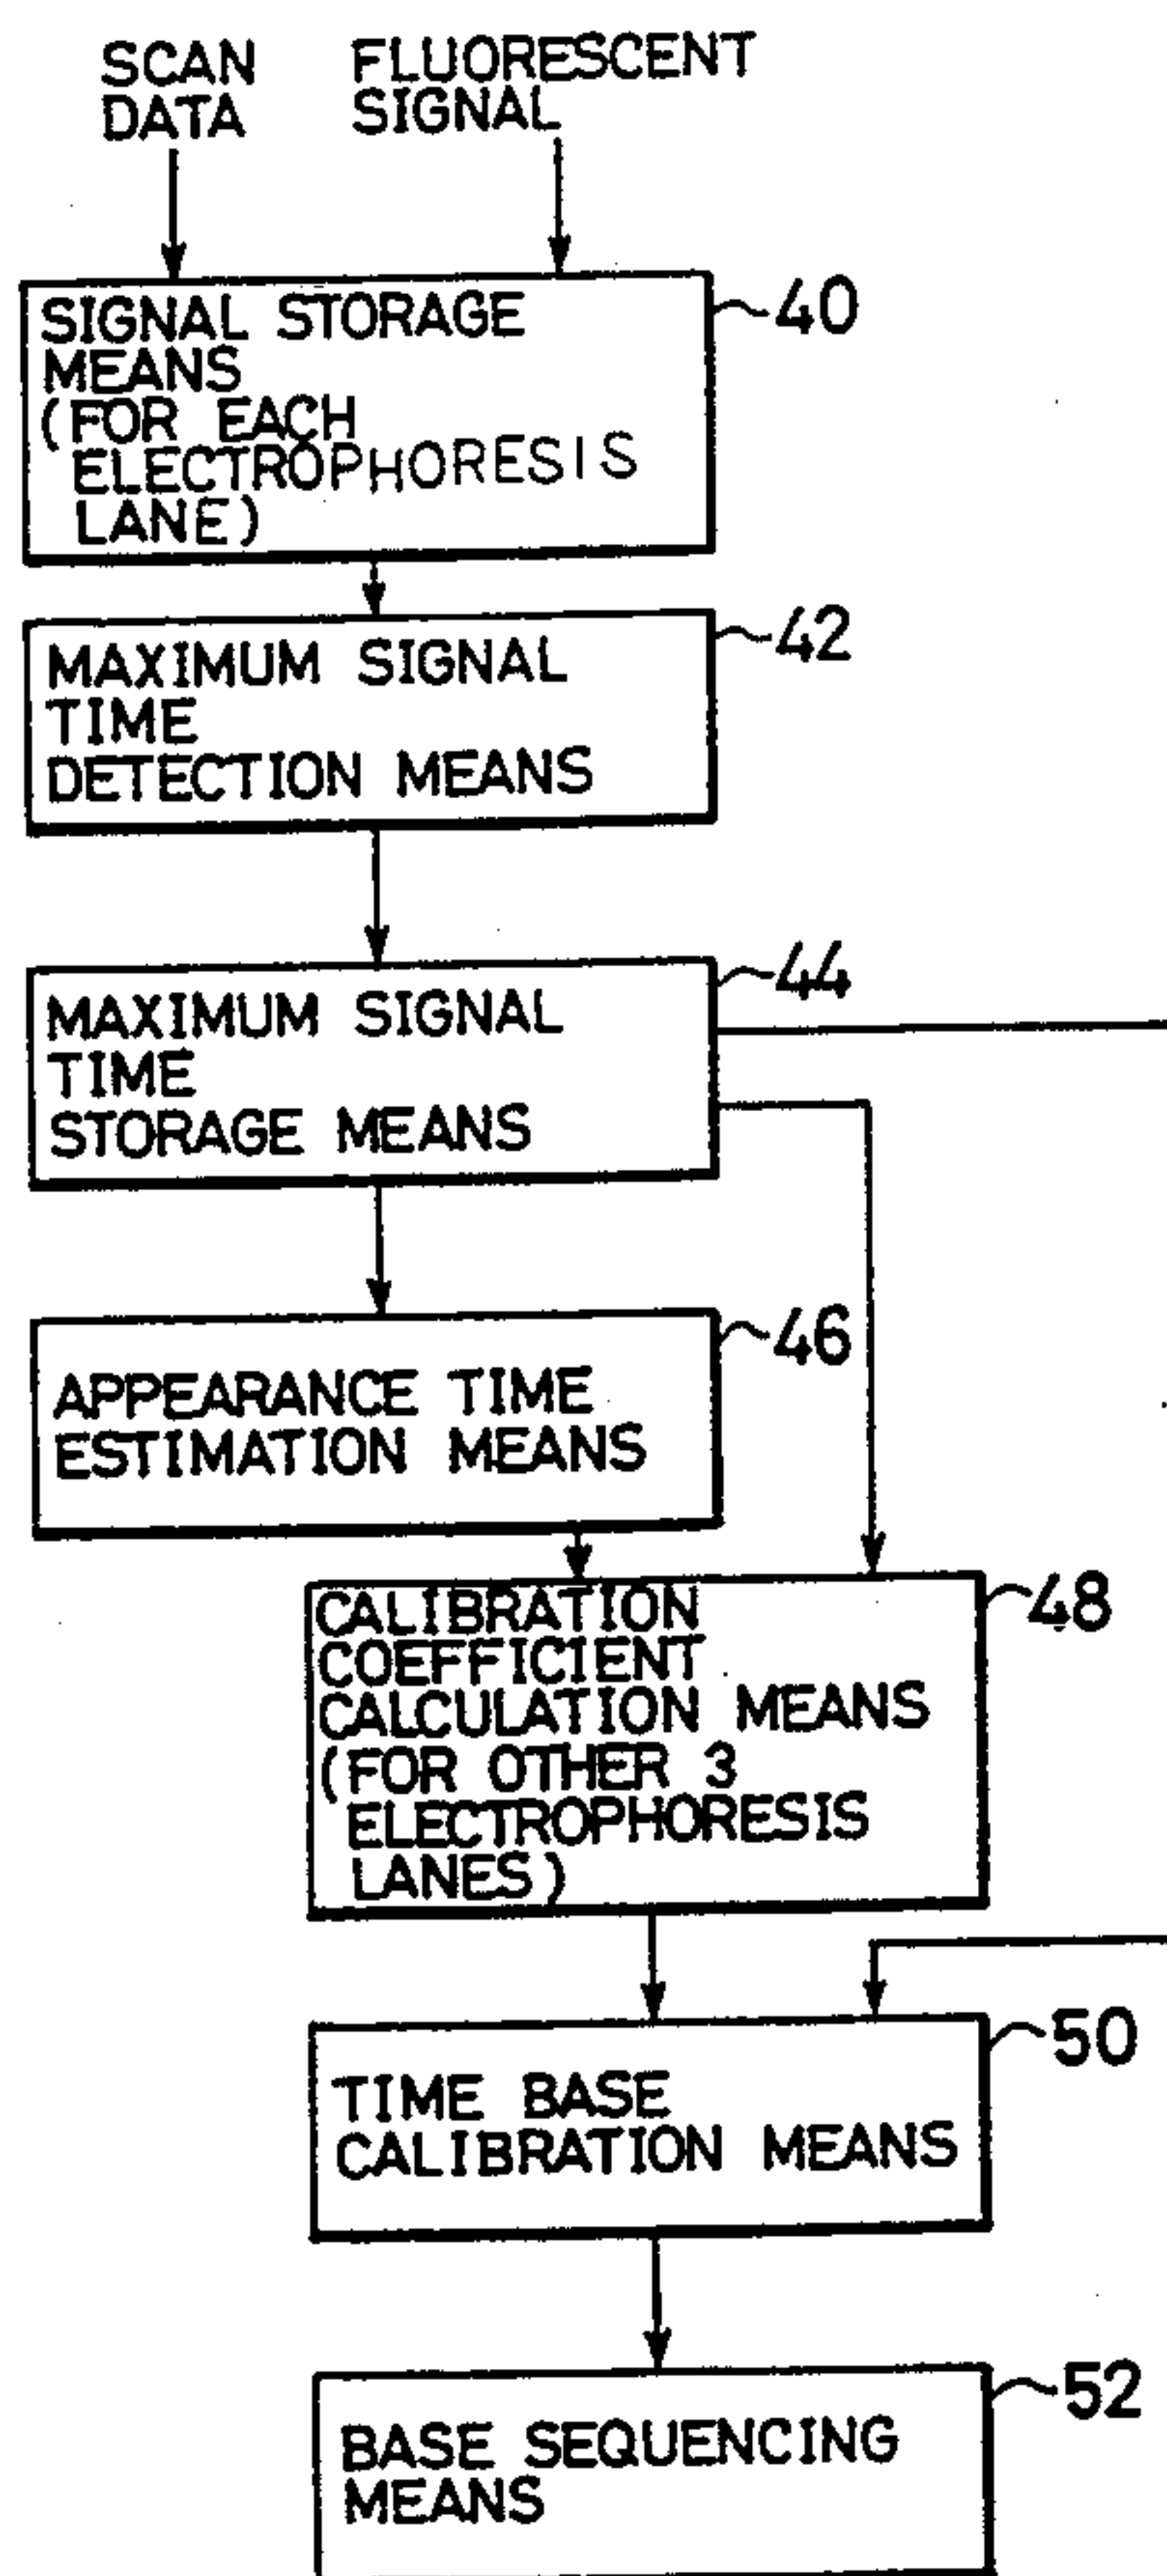 SCAN
DATA
FLUORESCENT
SIGNAL
SIGNAL STORAGE
MEANS
(FOR EACH
ELECTROPHORESIS
LANE)
40
MAXIMUM SIGNAL
TIME
DETECTION MEANS
42
MAXIMUM SIGNAL
TIME
STORAGE MEANS
44
APPEARANCE TIME
ESTIMATION MEANS
46
CALIBRATION
COEFFICIENT
CALCULATION MEANS
(FOR OTHER 3
ELECTROPHORESIS
LANES)
48
TIME BASE
CALIBRATION MEANS
50
BASE SEQUENCING
MEANS
52